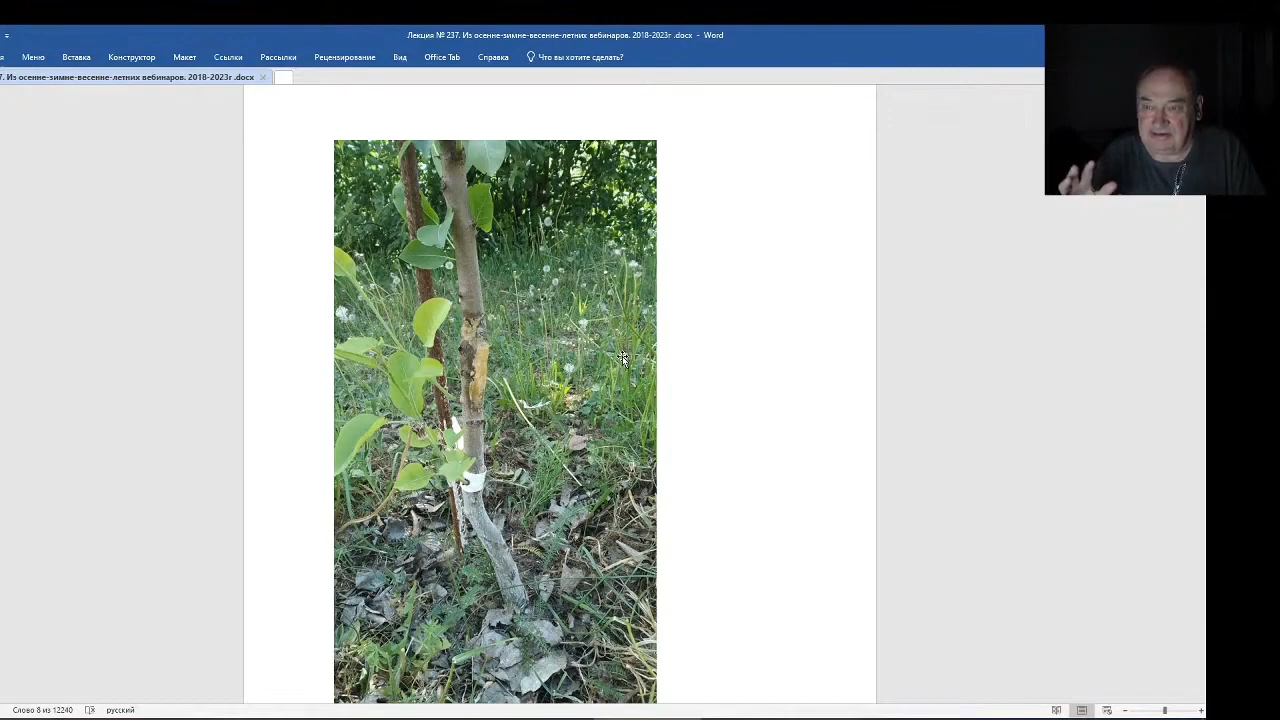 Лекция № 237. Из осенне-зимне-весенне-летних вебинаров. 2018-2023г .docx - Word
Меню Вставка Конструктор Макет Ссылки Рассылки Рецензирование Вид Office Tab Справка Что вы хотите сделать?
7. Из осенне-зимне-весенне-летних вебинаров. 2018-2023г .docx
Слово 8 из 12240 русский